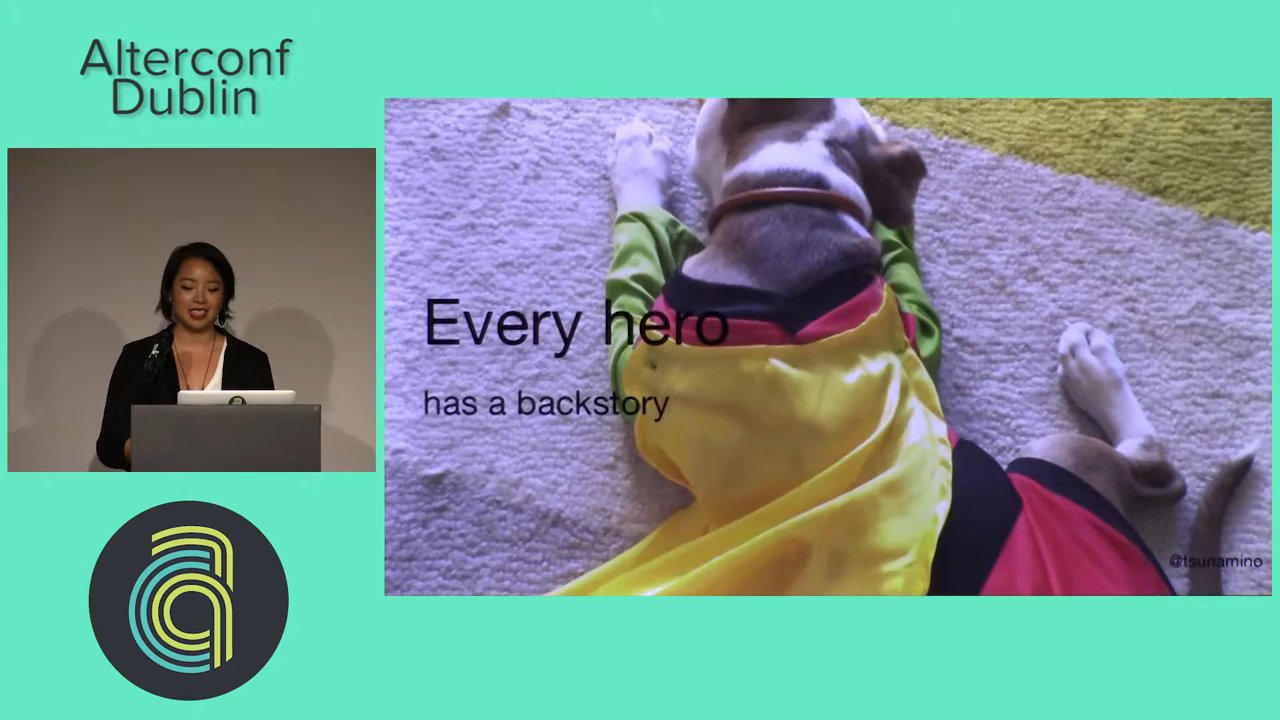 Alterconf
Dublin
Every hero
has a backstory
@tsunamino